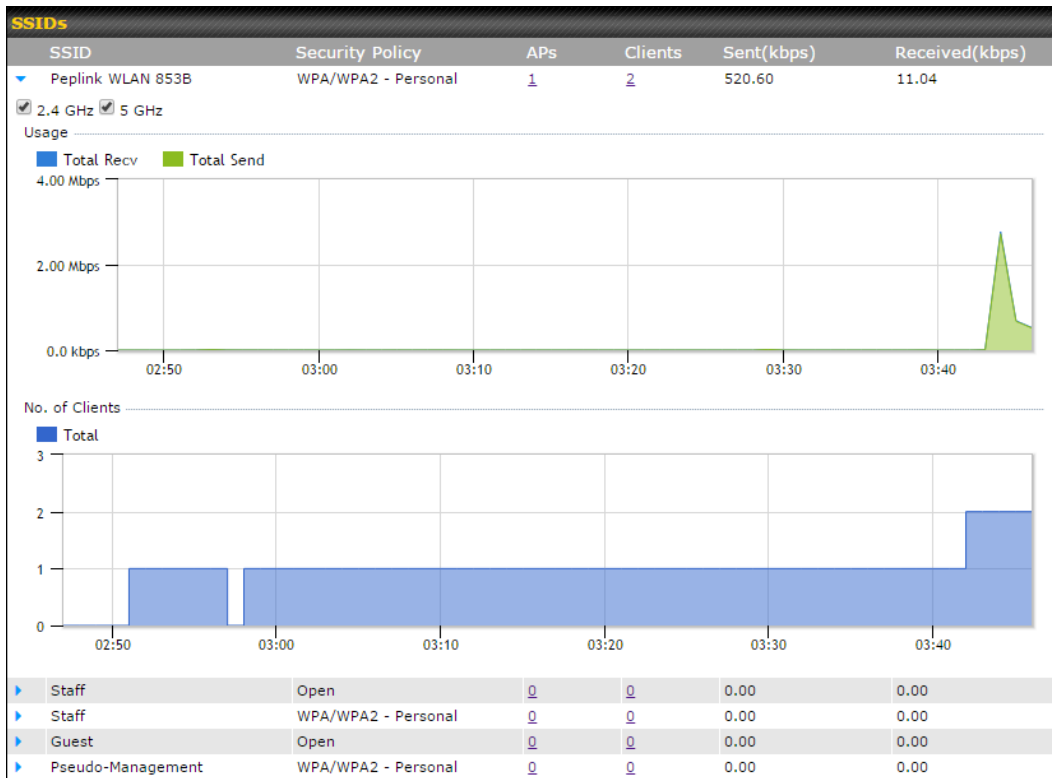 SSIDs
SSID Security Policy APs Clients Sent(kbps) Received(kbps)
Peplink WLAN 853B WPA/WPA2 - Personal 1 2 520.60 11.04
2.4 GHz 5 GHz
Usage
Total Recv Total Send
4.00 Mbps
2.00 Mbps
0.0 kbps
02:50 03:00 03:10 03:20 03:30 03:40
No. of Clients
Total
3
2
1
0
02:50 03:00 03:10 03:20 03:30 03:40
Staff Open 0 0 0.00 0.00
Staff WPA/WPA2 - Personal 0 0 0.00 0.00
Guest Open 0 0 0.00 0.00
Pseudo-Management WPA/WPA2 - Personal 0 0 0.00 0.00